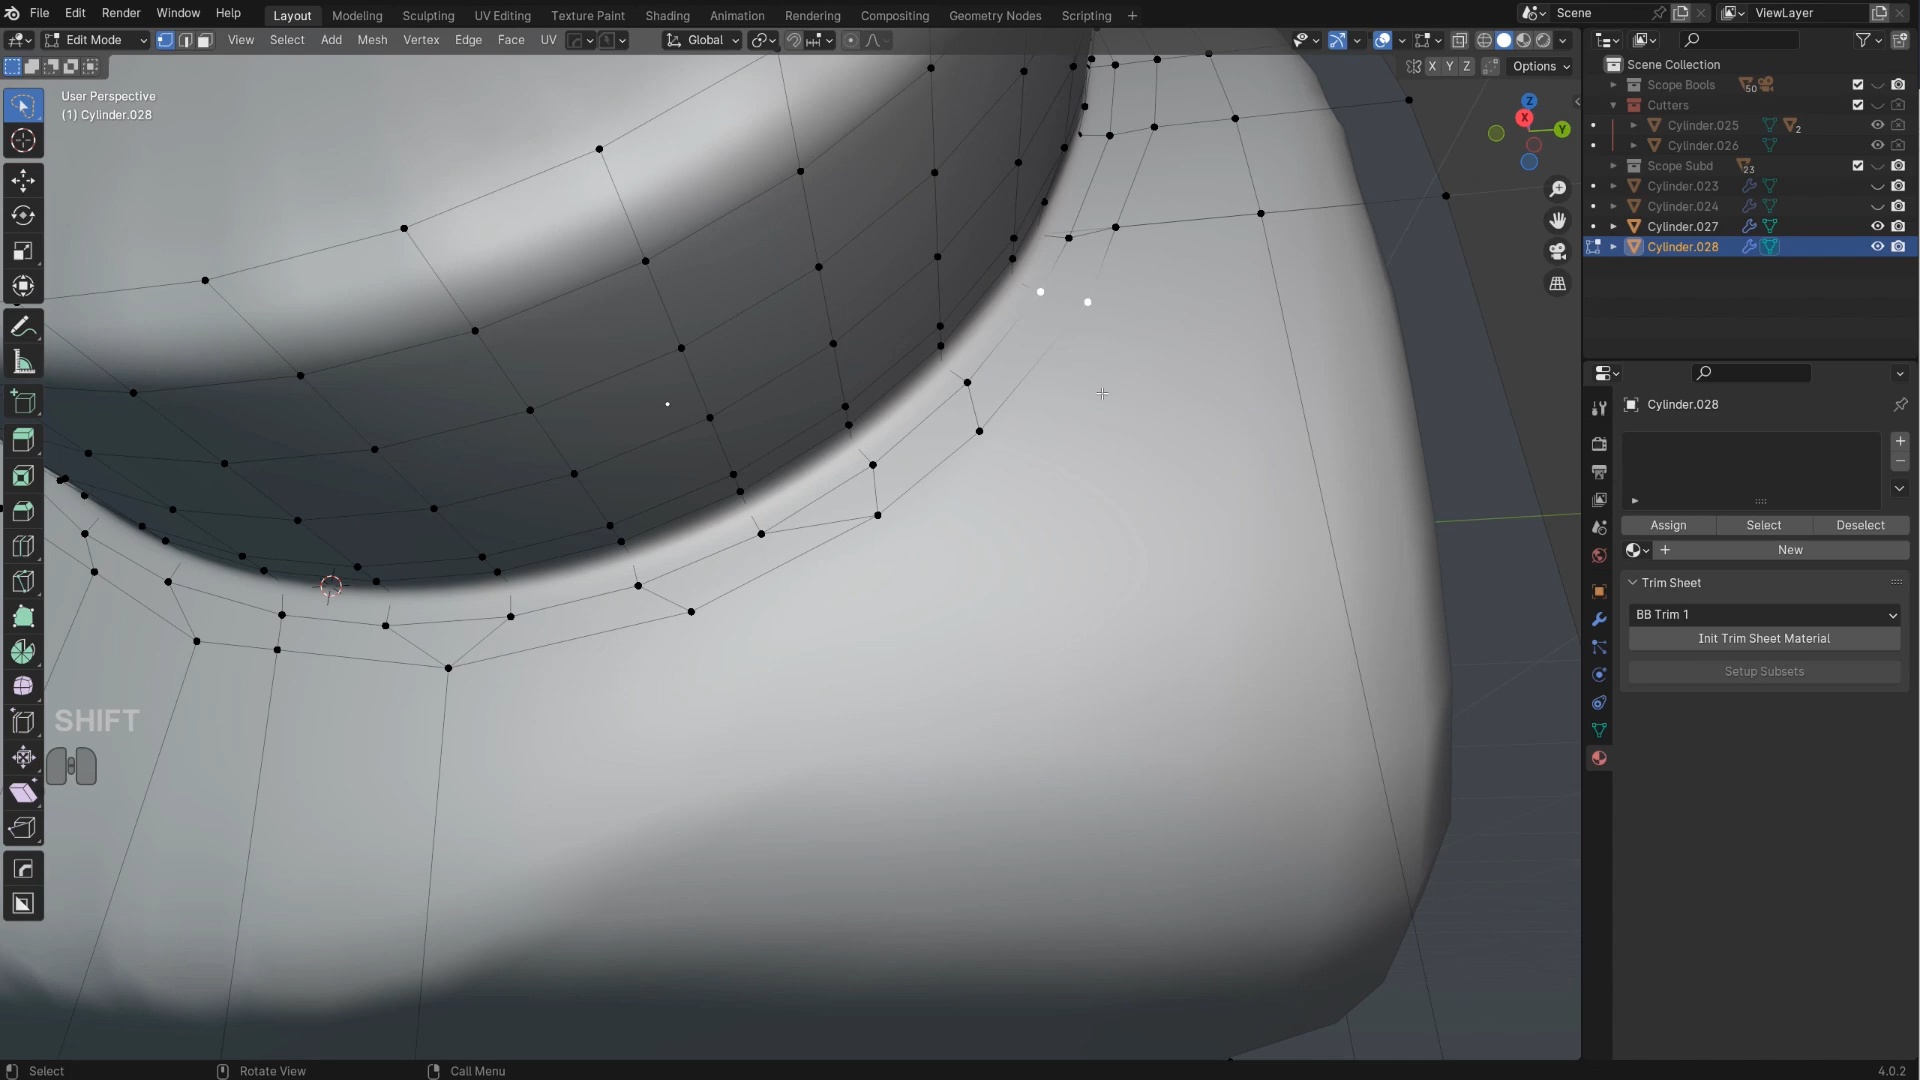 File Edit Render Window Help Layout Modeling Sculpting UV Editing Texture Paint Shading Animation Rendering Compositing Geometry Nodes Scripting + Scene ViewLayer
Edit Mode View Select Add Mesh Vertex Edge Face UV Global
X Y Z Options
User Perspective
(1) Cylinder.028
Z
X
Y
Scene Collection
Scope Bools 50
Cutters
Cylinder.025 2
Cylinder.026
Scope Subd 23
Cylinder.023
Cylinder.024
Cylinder.027
Cylinder.028
Cylinder.028
Assign Select Deselect
New
Trim Sheet
BB Trim 1
Init Trim Sheet Material
Setup Subsets
SHIFT
Select Rotate View Call Menu 4.0.2